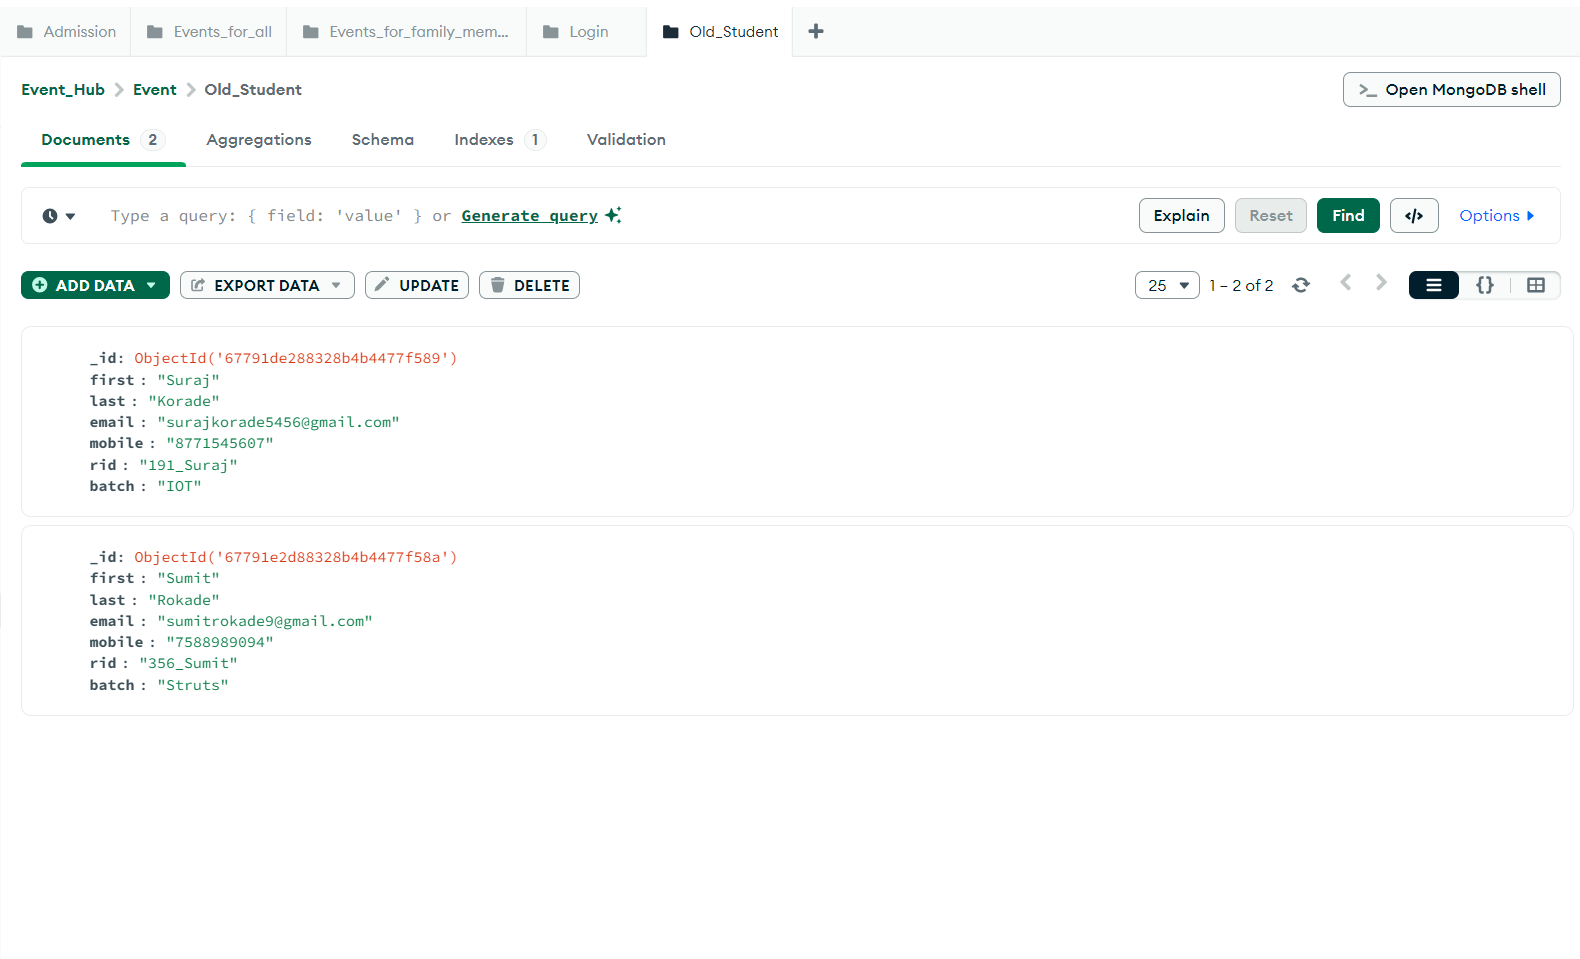 Admission Events_for_all Events_for_family_mem... Login Old_Student
Event_Hub Event Old_Student
>_ Open MongoDB shell
Documents 2 Aggregations Schema Indexes 1 Validation
Type a query: { field: 'value' } or Generate query
Explain Reset Find </> Options
ADD DATA EXPORT DATA UPDATE DELETE
25 1 – 2 of 2 {}
_id: ObjectId('67791de288328b4b4477f589')
first : "Suraj"
last : "Korade"
email : "surajkorade5456@gmail.com"
mobile : "8771545607"
rid : "191_Suraj"
batch : "IOT"
_id: ObjectId('67791e2d88328b4b4477f58a')
first : "Sumit"
last : "Rokade"
email : "sumitrokade9@gmail.com"
mobile : "7588989094"
rid : "356_Sumit"
batch : "Struts"